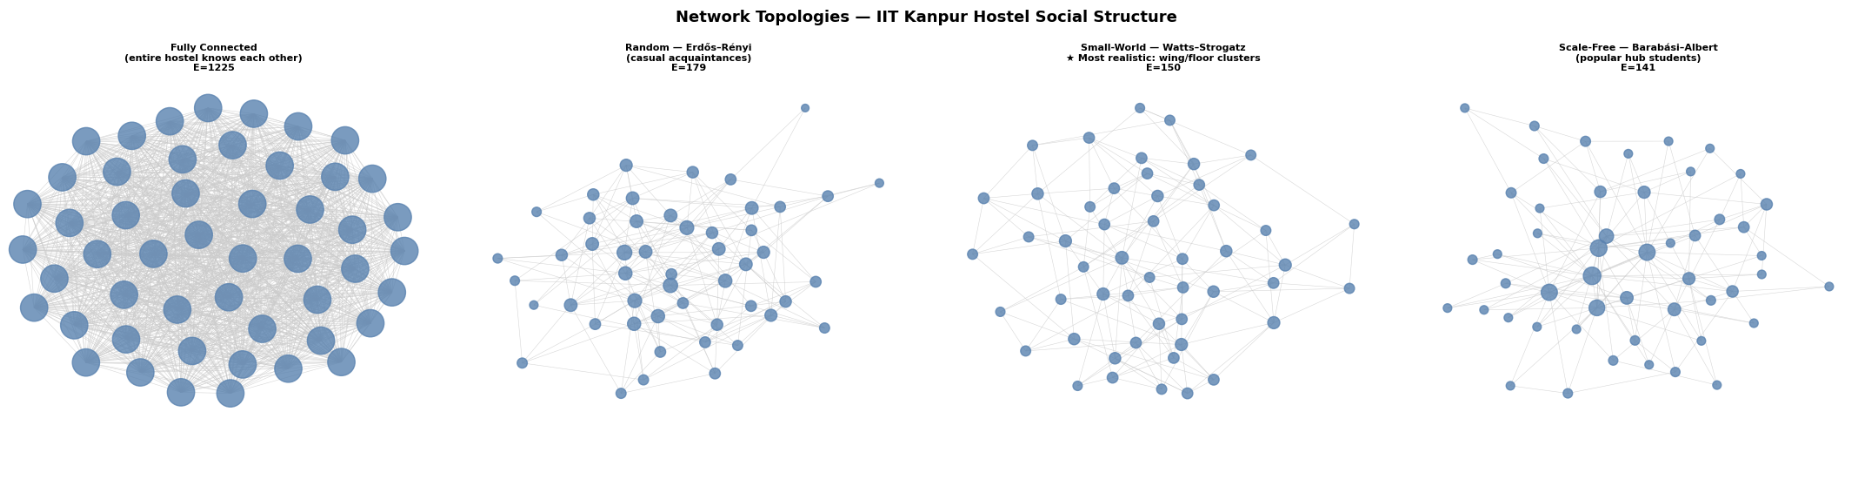 Network Topologies — IIT Kanpur Hostel Social Structure
Fully Connected
(entire hostel knows each other)
E=1225
Random — Erdős–Rényi
(casual acquaintances)
E=179
Small-World — Watts–Strogatz
★ Most realistic: wing/floor clusters
E=150
Scale-Free — Barabási–Albert
(popular hub students)
E=141